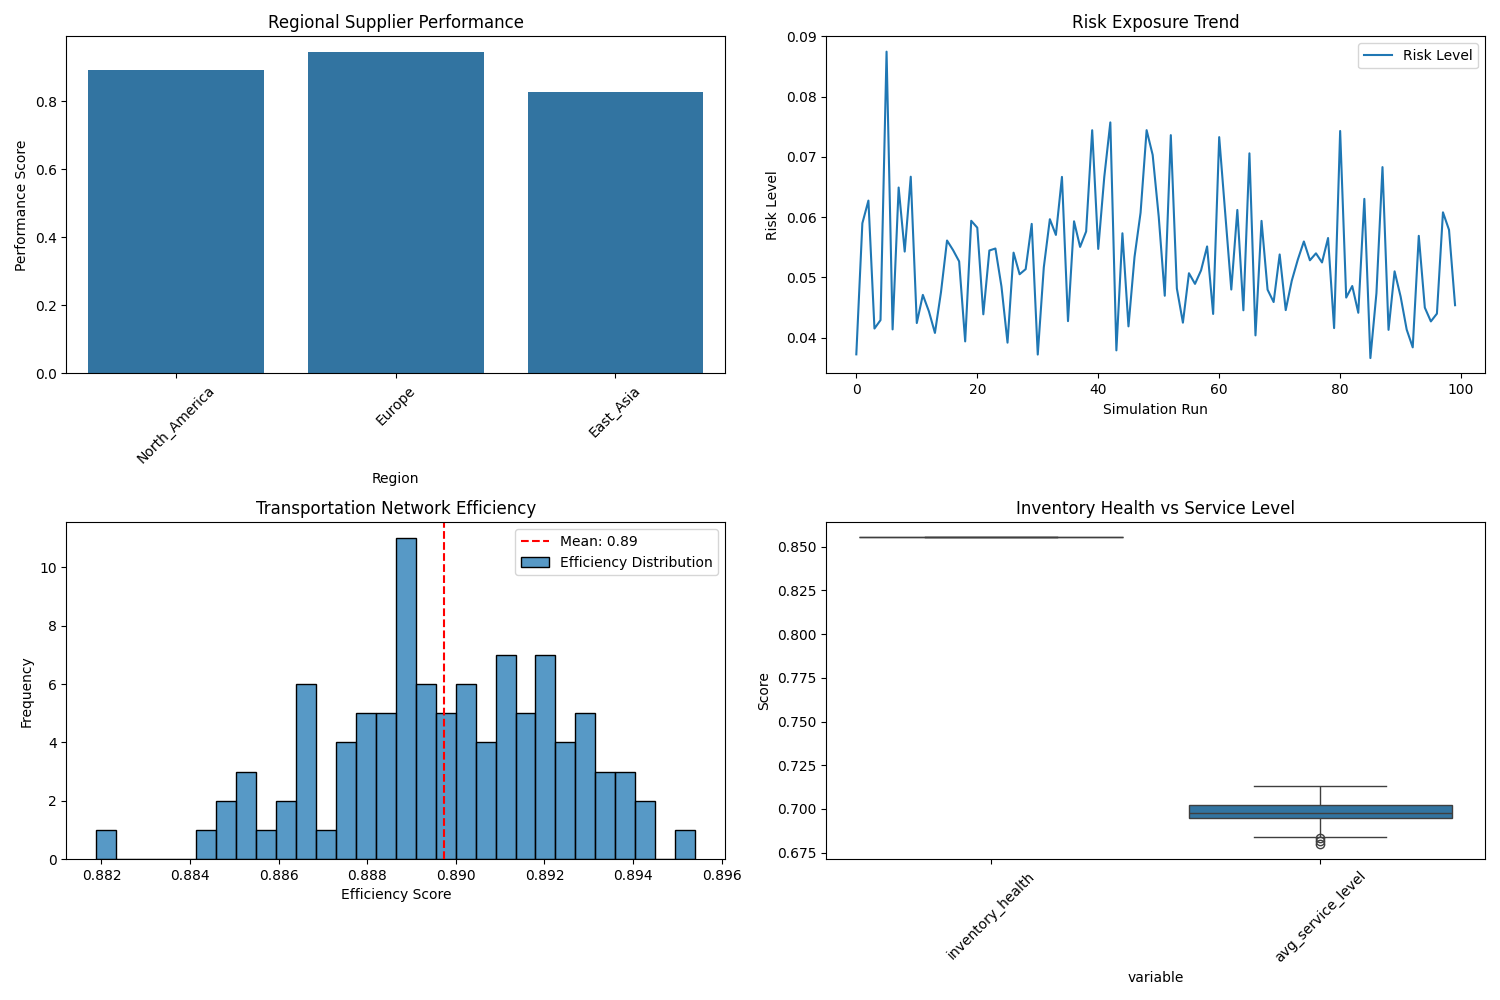 Regional Supplier Performance
Performance Score
0.8
0.6
0.4
0.2
0.0
North_America
Europe
East_Asia
Region
Risk Exposure Trend
Risk Level
Risk Level
0.09
0.08
0.07
0.06
0.05
0.04
0
20
40
60
80
100
Simulation Run
Transportation Network Efficiency
Mean: 0.89
Efficiency Distribution
Frequency
10
8
6
4
2
0
0.882
0.884
0.886
0.888
0.890
0.892
0.894
0.896
Efficiency Score
Inventory Health vs Service Level
Score
0.850
0.825
0.800
0.775
0.750
0.725
0.700
0.675
inventory_health
avg_service_level
variable